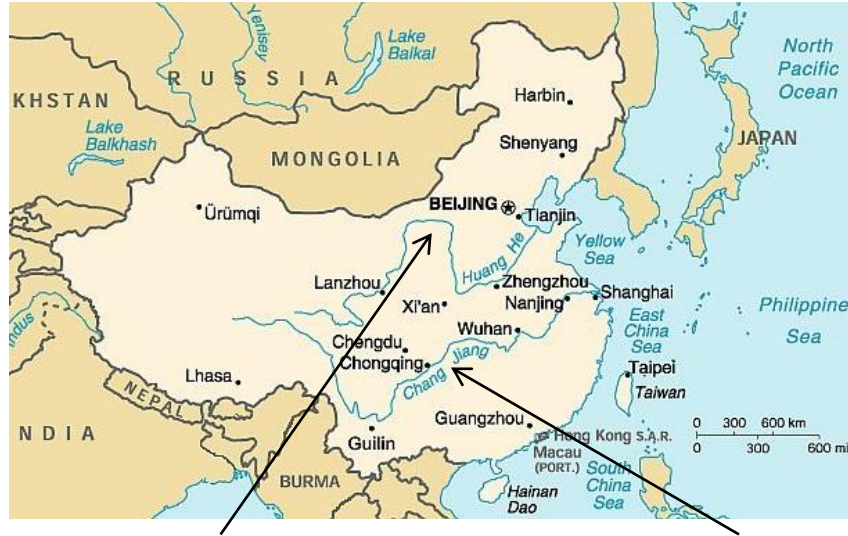 Yenisey
Lake
Baikal
North
Pacific
Ocean
RUSSIA
KHSTAN
Harbin
Lake
Balkhash
Shenyang
JAPAN
MONGOLIA
BEIJING
Tianjin
Ürümqi
Yellow
Sea
Huang He
Lanzhou
Zhengzhou
Xi'an
Nanjing
Shanghai
Philippine
Sea
East
China
Sea
Wuhan
Chengdu
Chongqing
Chang Jiang
Taipei
Taiwan
Lhasa
NEPAL
ndus
Guangzhou
0 300 600 km
0 300 600 mi
NDIA
Guilin
Hong Kong S.A.R.
Macau
(PORT.)
BURMA
South
China
Sea
Hainan
Dao